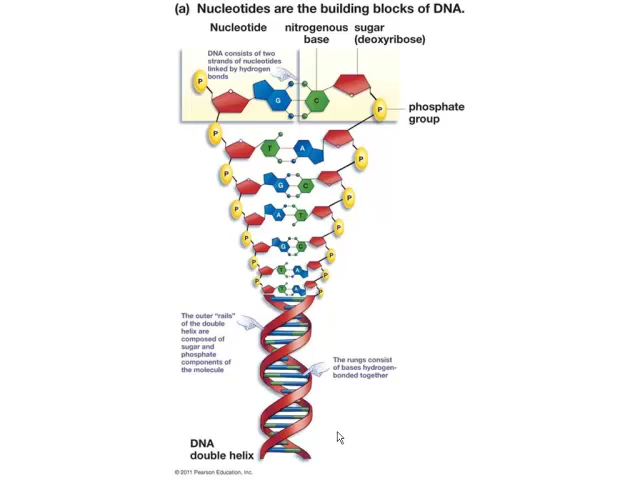 (a) Nucleotides are the building blocks of DNA.
Nucleotide
nitrogenous
base
sugar
(deoxyribose)
DNA consists of two
strands of nucleotides
linked by hydrogen
bonds
P
G
C
P
phosphate
group
P
T
A
P
P
G
C
P
P
A
T
P
P
G
C
P
P
T
A
P
P
T
A
P
The outer "rails"
of the double
helix are
composed of
sugar and
phosphate
components of
the molecule
The rungs consist
of bases hydrogen-
bonded together
DNA
double helix
© 2011 Pearson Education, Inc.